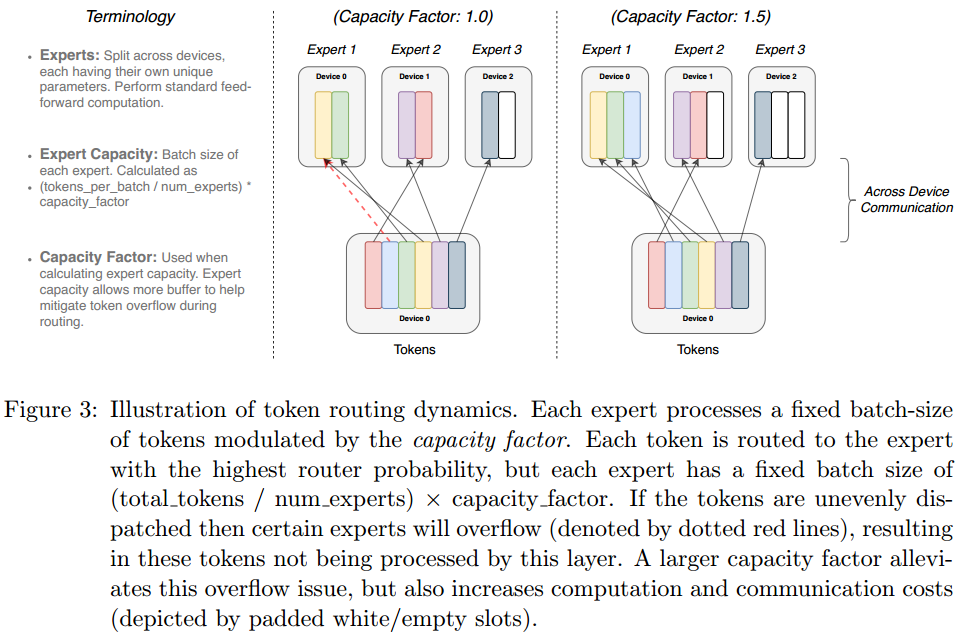 Terminology
• Experts: Split across devices,
each having their own unique
parameters. Perform standard feed-
forward computation.
• Expert Capacity: Batch size of
each expert. Calculated as
• (tokens_per_batch / num_experts) *
capacity_factor
• Capacity Factor: Used when
calculating expert capacity. Expert
capacity allows more buffer to help
mitigate token overflow during
routing.
(Capacity Factor: 1.0)
Expert 1 Expert 2 Expert 3
Device 0 Device 1 Device 2
Device 0
Tokens
(Capacity Factor: 1.5)
Expert 1 Expert 2 Expert 3
Device 0 Device 1 Device 2
Device 0
Tokens
Across Device
Communication
Figure 3: Illustration of token routing dynamics. Each expert processes a fixed batch-size
of tokens modulated by the capacity factor. Each token is routed to the expert
with the highest router probability, but each expert has a fixed batch size of
(total_tokens / num_experts) × capacity_factor. If the tokens are unevenly dis-
patched then certain experts will overflow (denoted by dotted red lines), resulting
in these tokens not being processed by this layer. A larger capacity factor allevi-
ates this overflow issue, but also increases computation and communication costs
(depicted by padded white/empty slots).